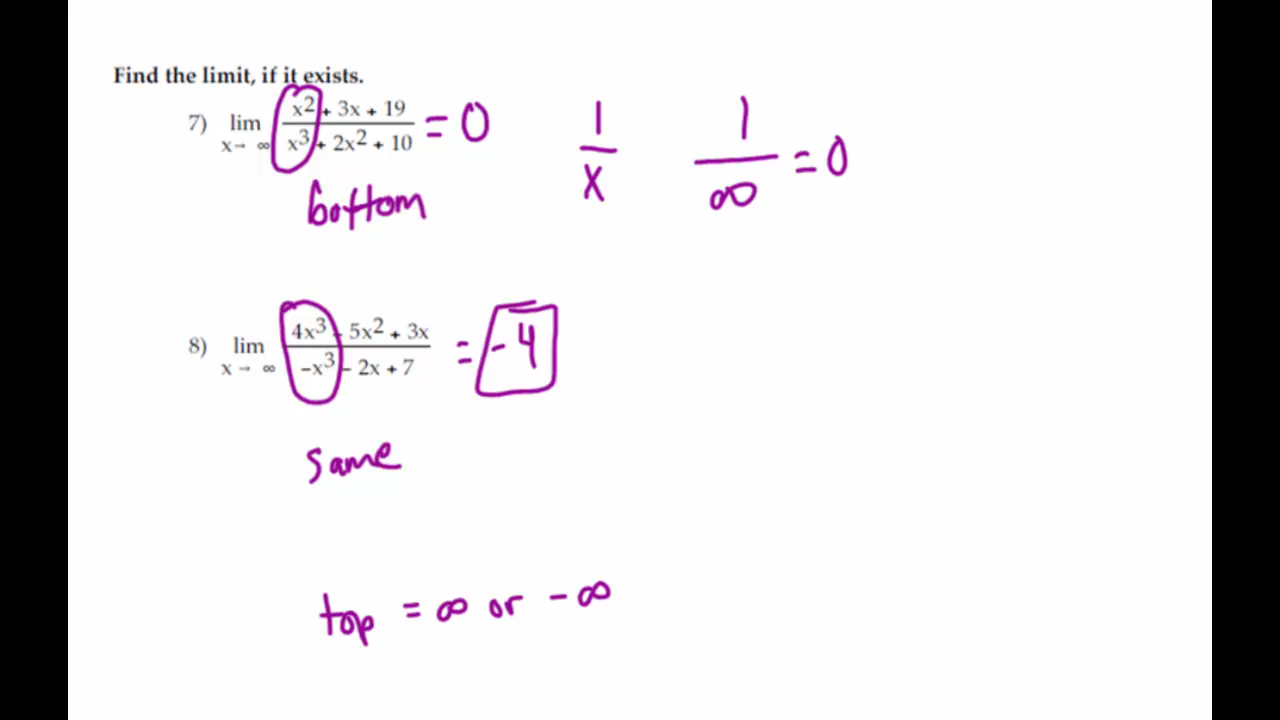 Find the limit, if it exists.
7) lim x→ ∞ x² + 3x + 19 / x³ + 2x² + 10 = 0
1 / x
1 / ∞ = 0
bottom
8) lim x → ∞ 4x³ - 5x² + 3x / −x³ − 2x + 7 = - 4
same
top = ∞ or - ∞